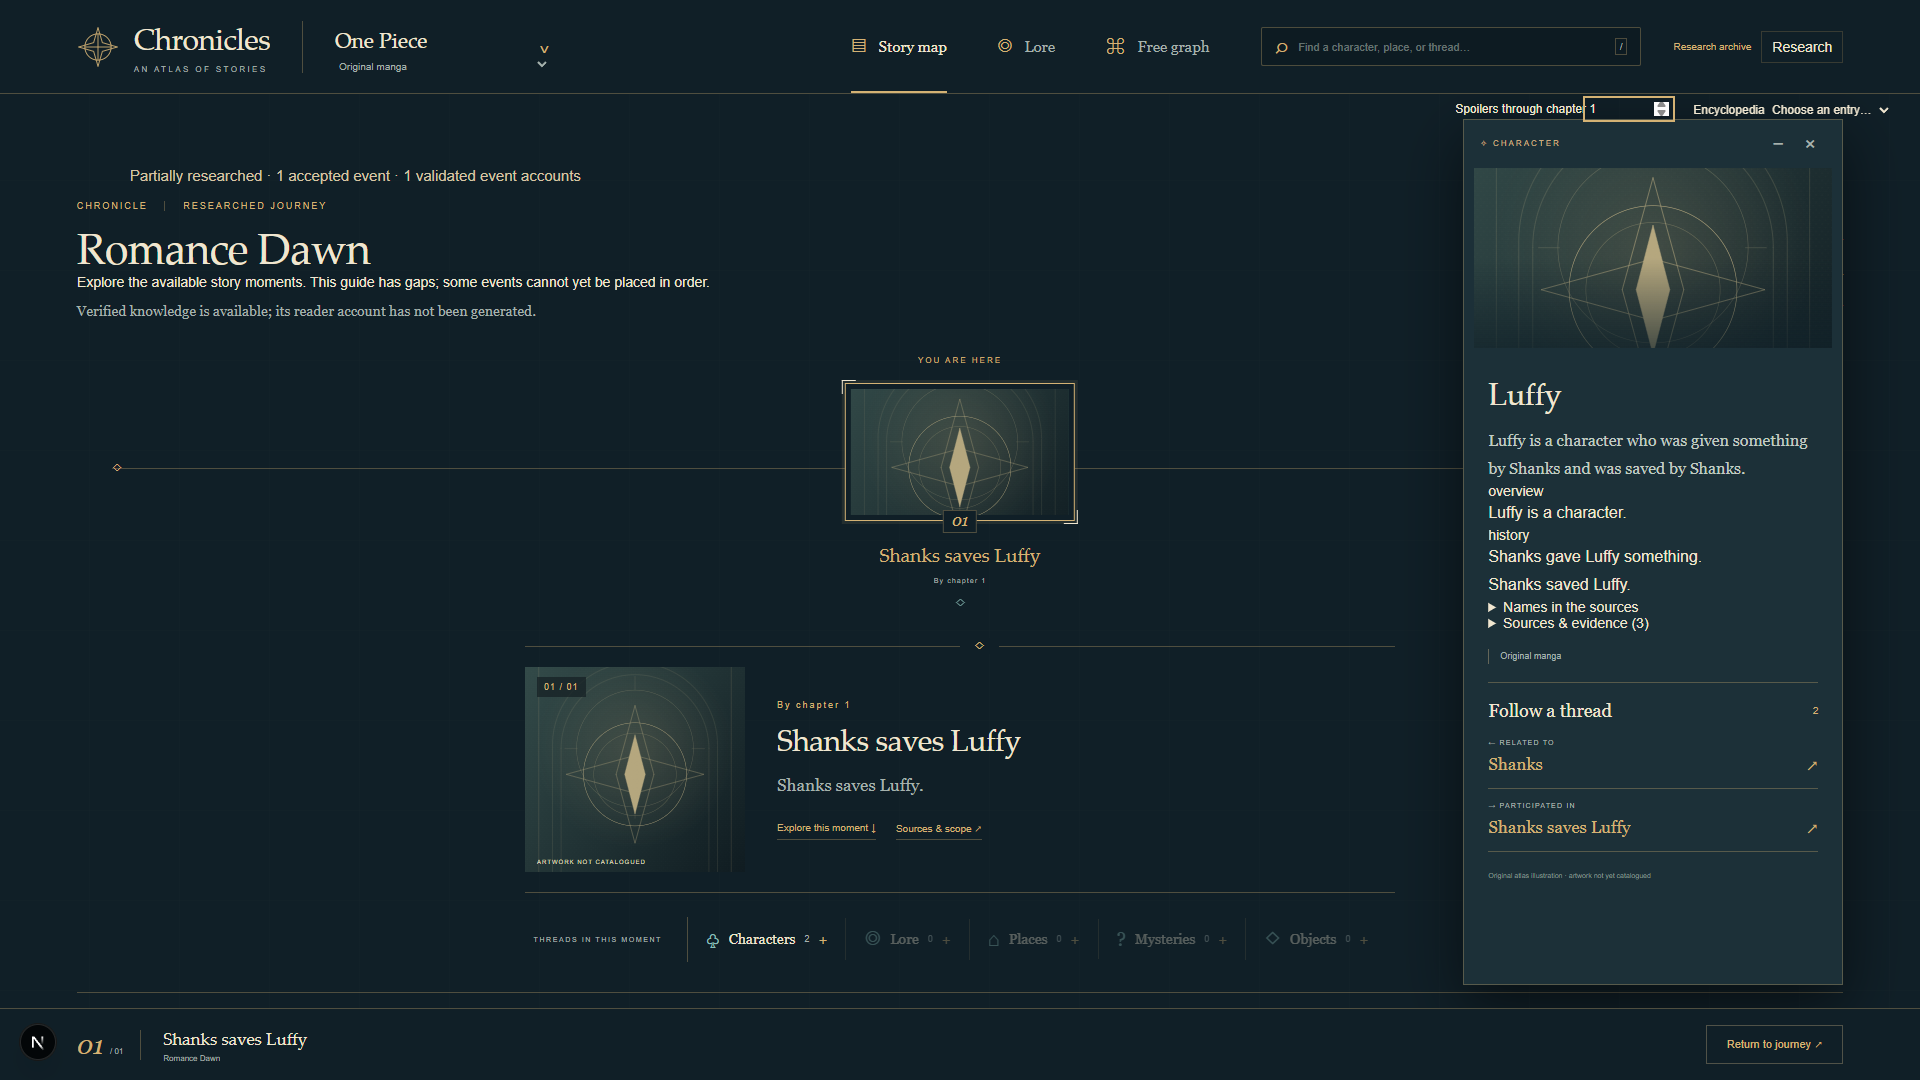 Chronicles
AN ATLAS OF STORIES
One Piece
Original manga
Story map
Lore
Free graph
Find a character, place, or thread...
/
Research archive
Research
Spoilers through chapter 1
Encyclopedia Choose an entry...
Partially researched · 1 accepted event · 1 validated event accounts
CHRONICLE | RESEARCHED JOURNEY
Romance Dawn
Explore the available story moments. This guide has gaps; some events cannot yet be placed in order.
Verified knowledge is available; its reader account has not been generated.
YOU ARE HERE
01
Shanks saves Luffy
By chapter 1
01 / 01
ARTWORK NOT CATALOGUED
By chapter 1
Shanks saves Luffy
Shanks saves Luffy.
Explore this moment ↓
Sources & scope ↗
THREADS IN THIS MOMENT
Characters 2 +
Lore 0 +
Places 0 +
? Mysteries 0 +
Objects 0 +
CHARACTER
Luffy
Luffy is a character who was given something
by Shanks and was saved by Shanks.
overview
Luffy is a character.
history
Shanks gave Luffy something.
Shanks saved Luffy.
▶ Names in the sources
▶ Sources & evidence (3)
Original manga
Follow a thread 2
← RELATED TO
Shanks ↗
→ PARTICIPATED IN
Shanks saves Luffy ↗
Original atlas illustration · artwork not yet catalogued
N
01 / 01
Shanks saves Luffy
Romance Dawn
Return to journey ↗